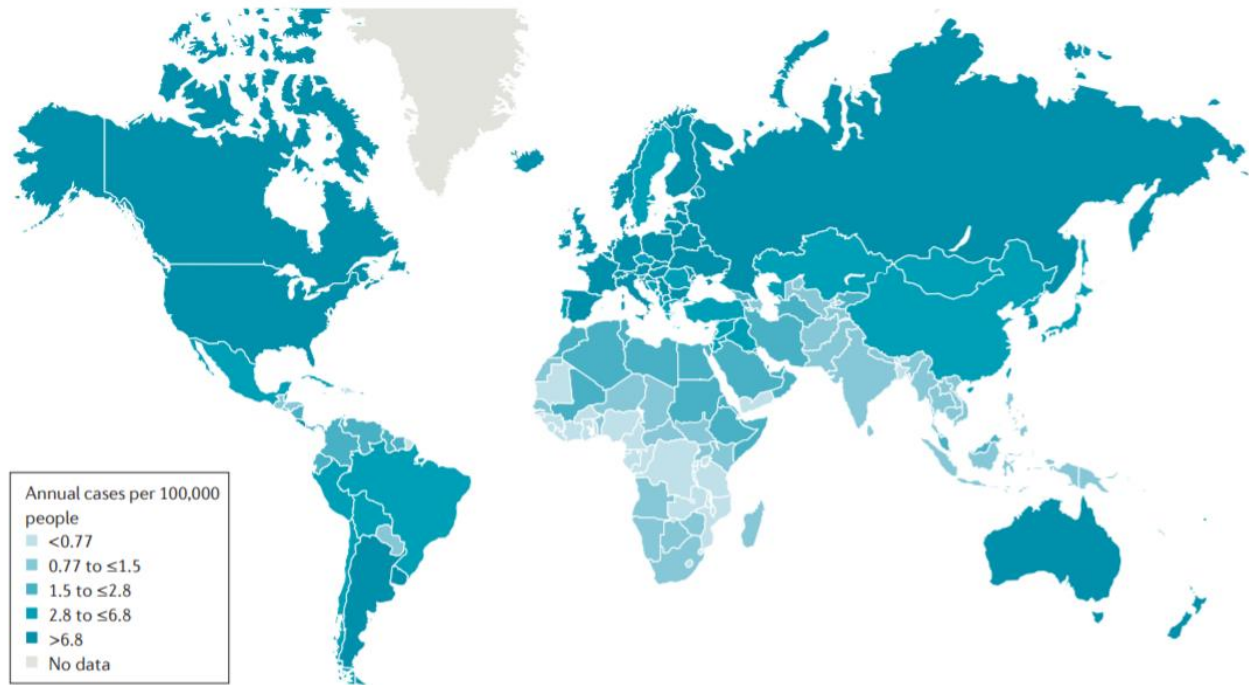 Annual cases per 100,000
people
<0.77
0.77 to ≤1.5
1.5 to ≤2.8
2.8 to ≤6.8
>6.8
No data